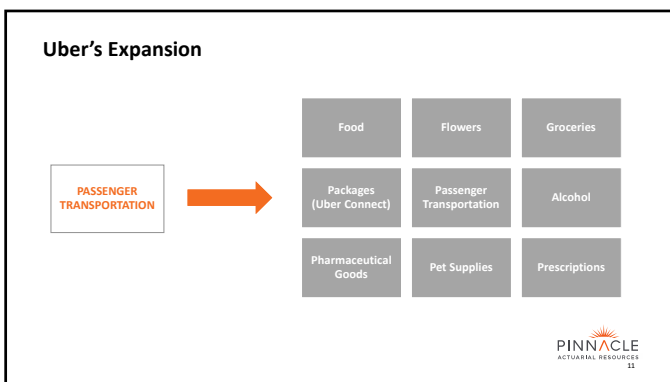 Uber's Expansion
Food
Flowers
Groceries
PASSENGER
TRANSPORTATION
Packages
(Uber Connect)
Passenger
Transportation
Alcohol
Pharmaceutical
Goods
Pet Supplies
Prescriptions
PINNACLE
ACTUARIAL RESOURCES
11